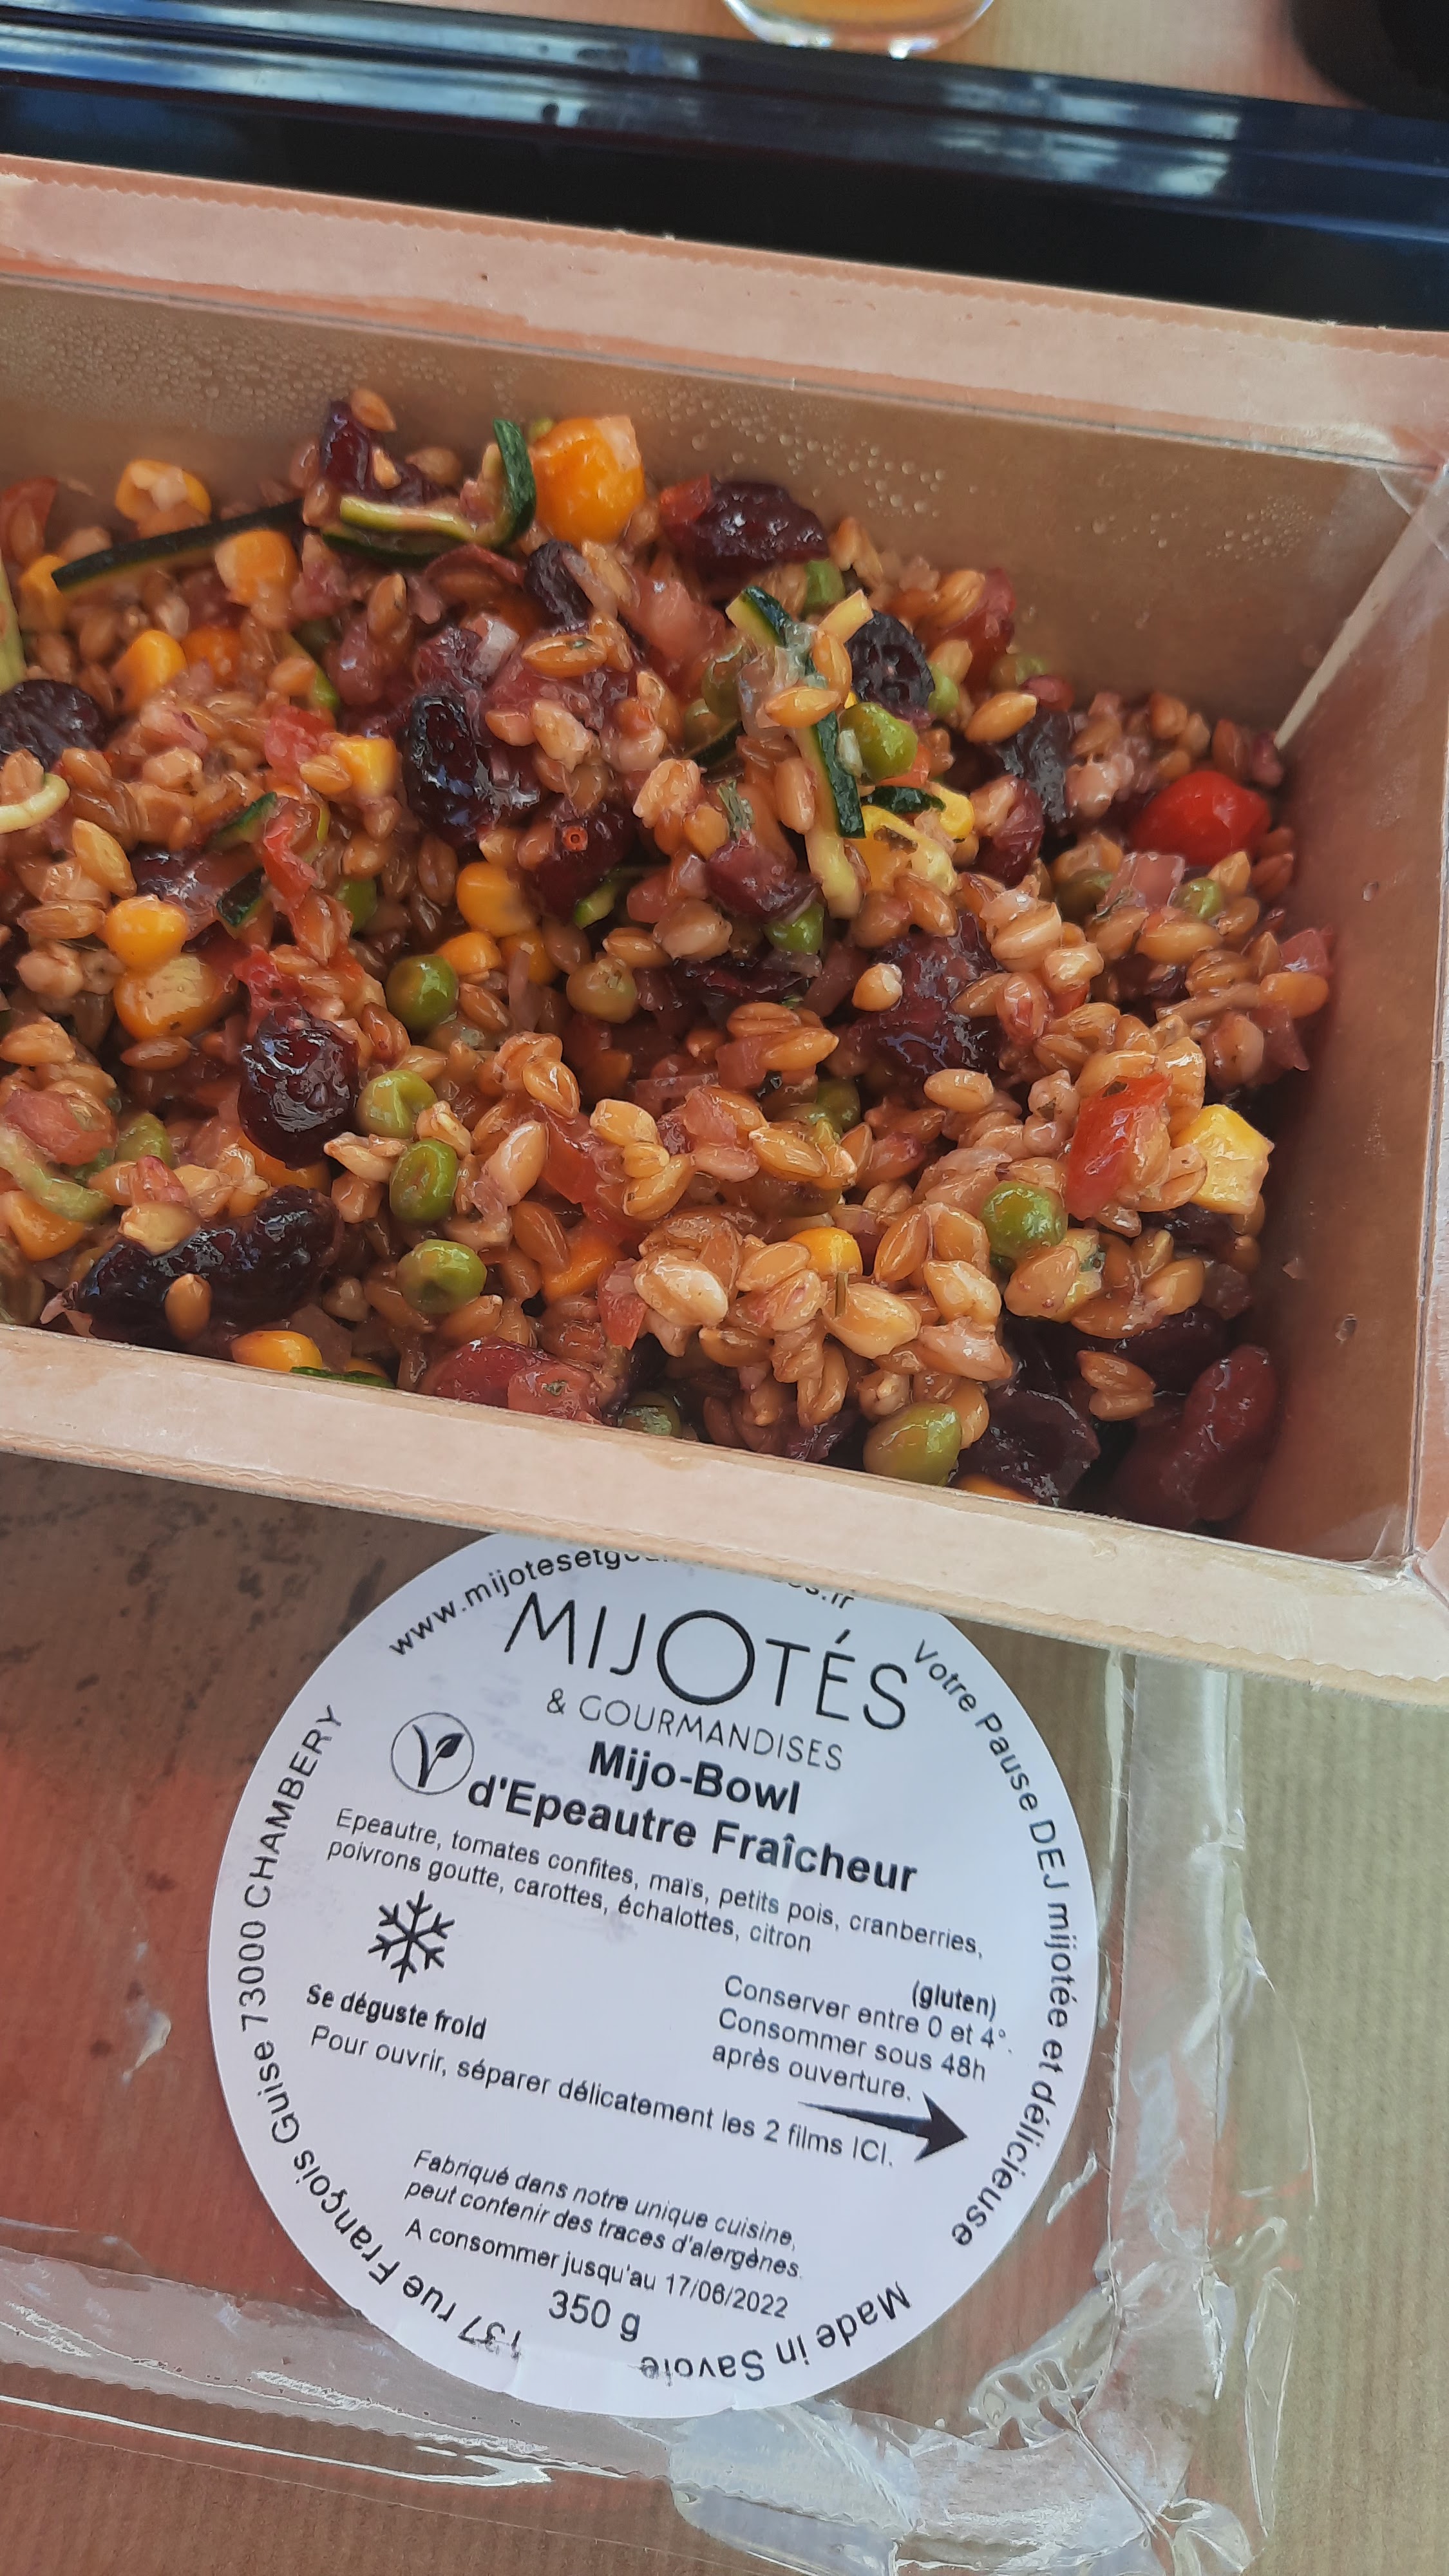 www.mijotesetg
MIJOTÉS
& GOURMANDISES
Mijo-Bowl
d'Epeautre Fraîcheur
Epeautre, tomates confites, maïs, petits pois, cranberries,
poivrons goutte, carottes, échalottes, citron
(gluten)
Conserver entre 0 et 4°.
Consommer sous 48h
après ouverture.
Se déguste froid
Pour ouvrir, séparer délicatement les 2 films ICI.
Fabriqué dans notre unique cuisine,
peut contenir des traces d'alergènes.
A consommer jusqu'au 17/06/2022
350 g
Votre Pause DEJ mijotée et délicieuse
Made in Savoie
137 rue François Guise 73000 CHAMBERY